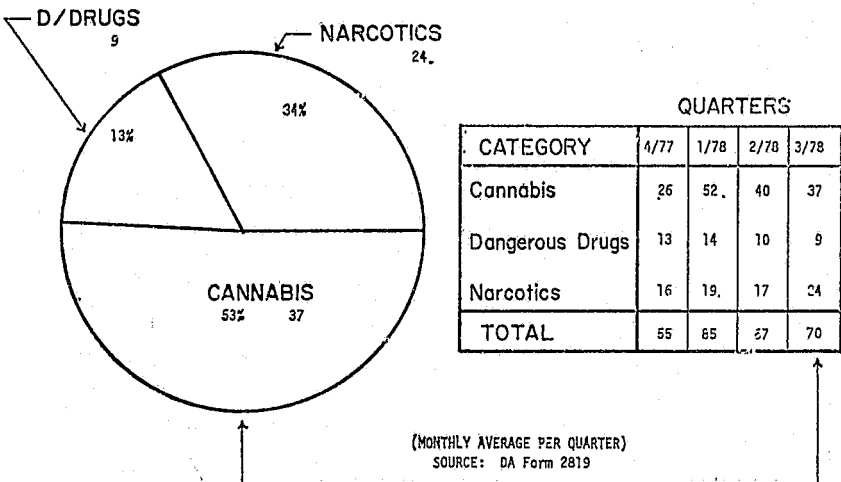 D/DRUGS
9
NARCOTICS
24.
34%
13%
CANNABIS
53% 37
QUARTERS
CATEGORY 4/77 1/78 2/78 3/78
Cannabis 26 52. 40 37
Dangerous Drugs 13 14 10 9
Narcotics 16 19. 17 24
TOTAL 55 85 67 70
(MONTHLY AVERAGE PER QUARTER)
SOURCE: DA Form 2819